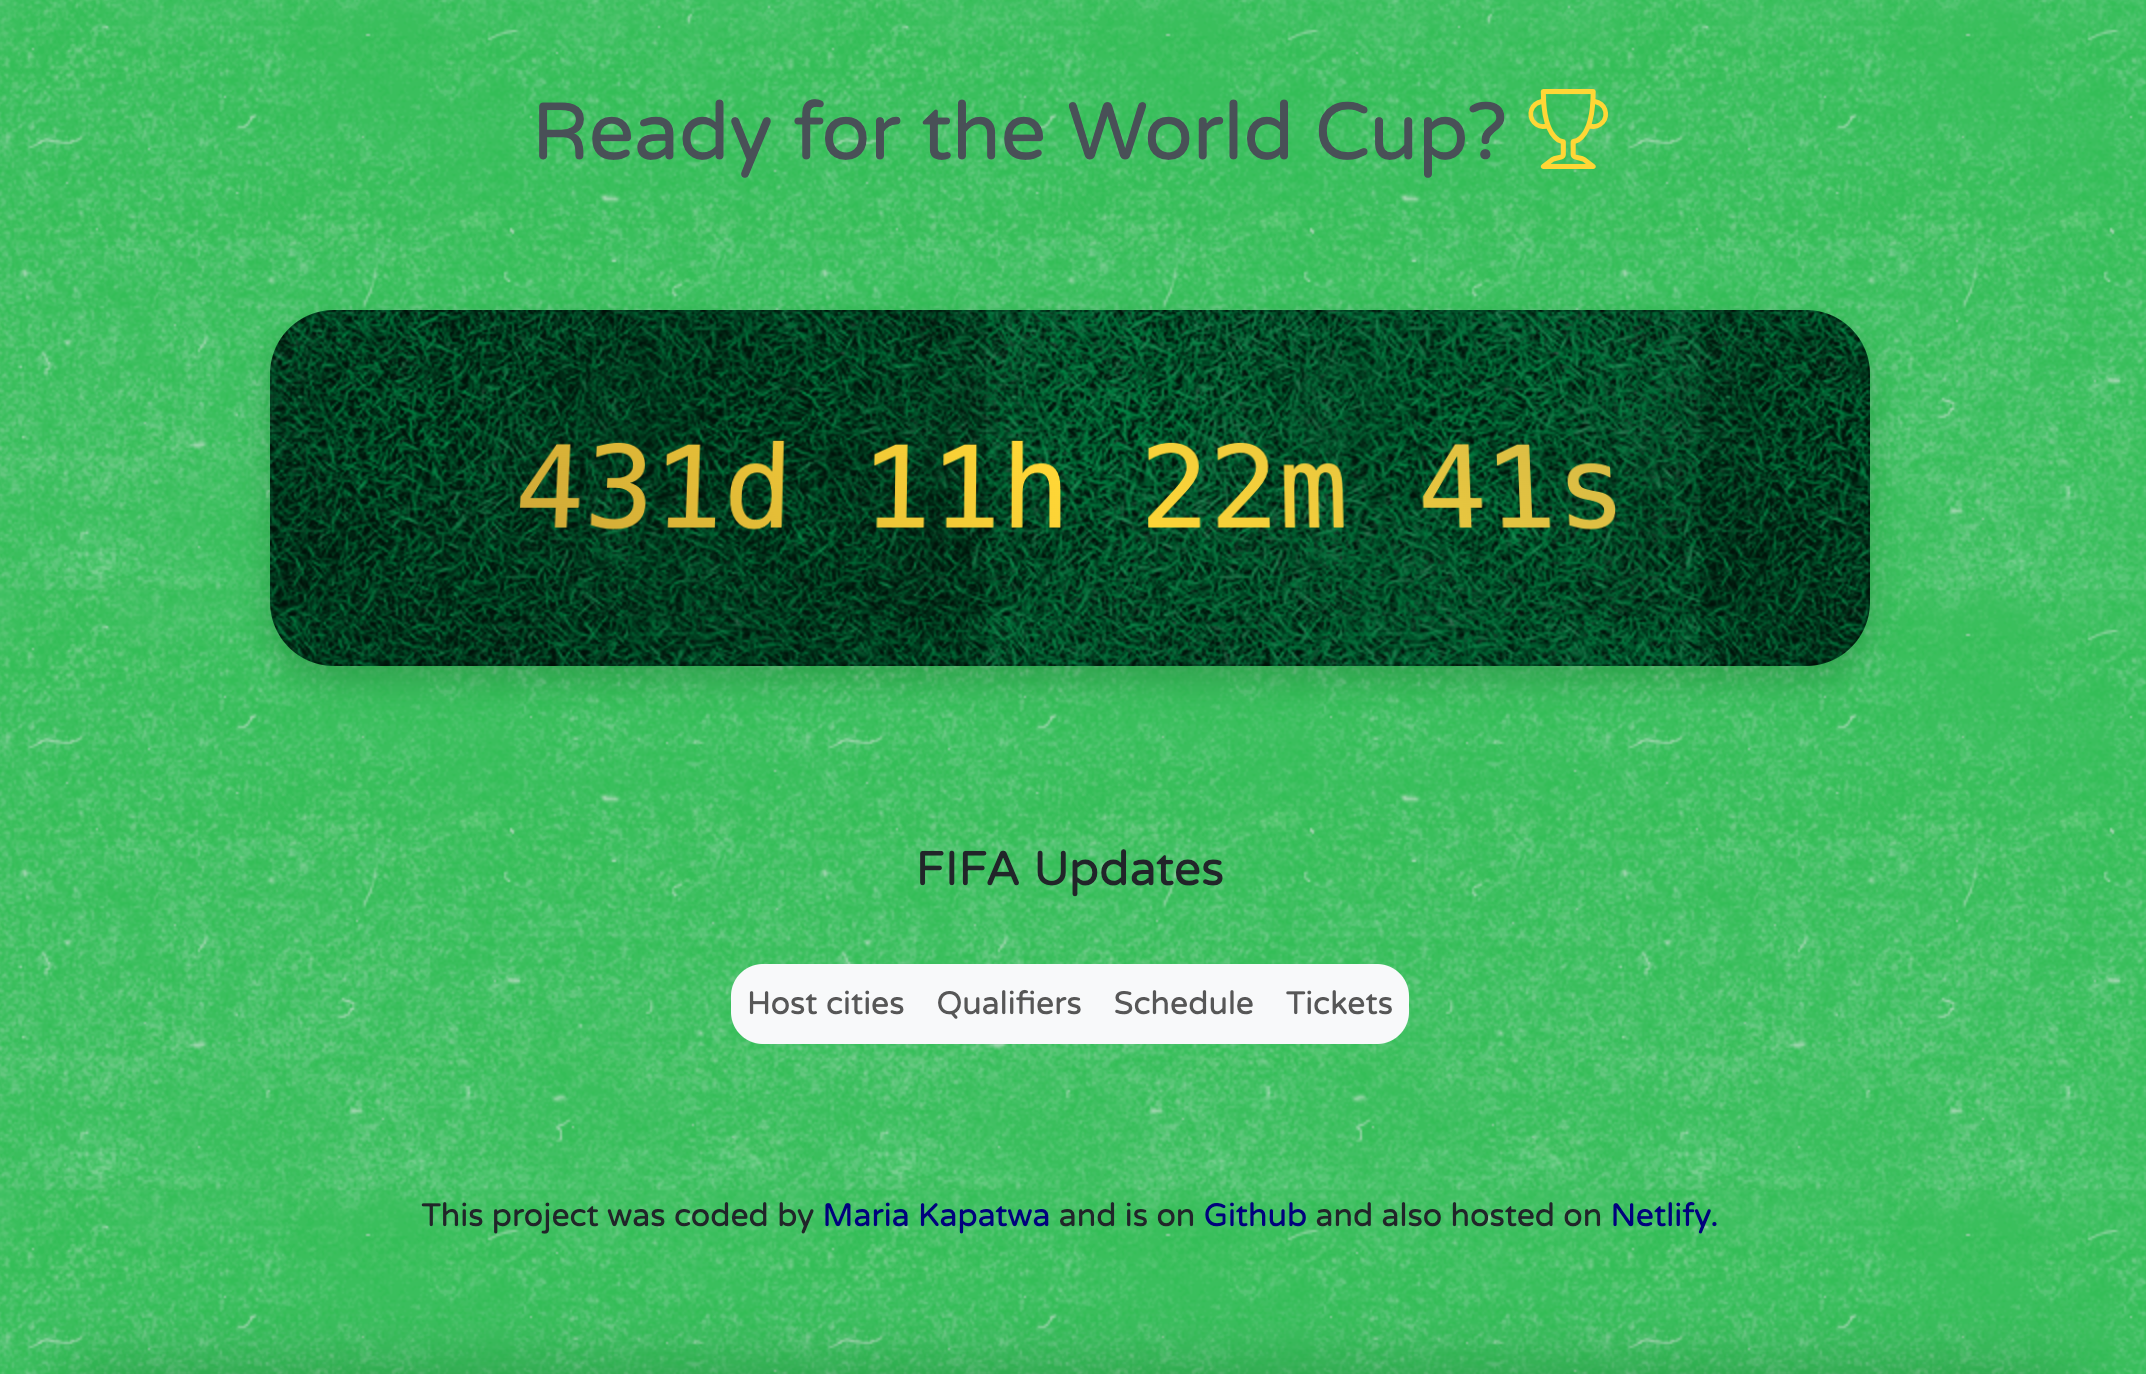 Ready for the World Cup?
431d 11h 22m 41s
FIFA Updates
Host cities Qualifiers Schedule Tickets
This project was coded by Maria Kapatwa and is on Github and also hosted on Netlify.